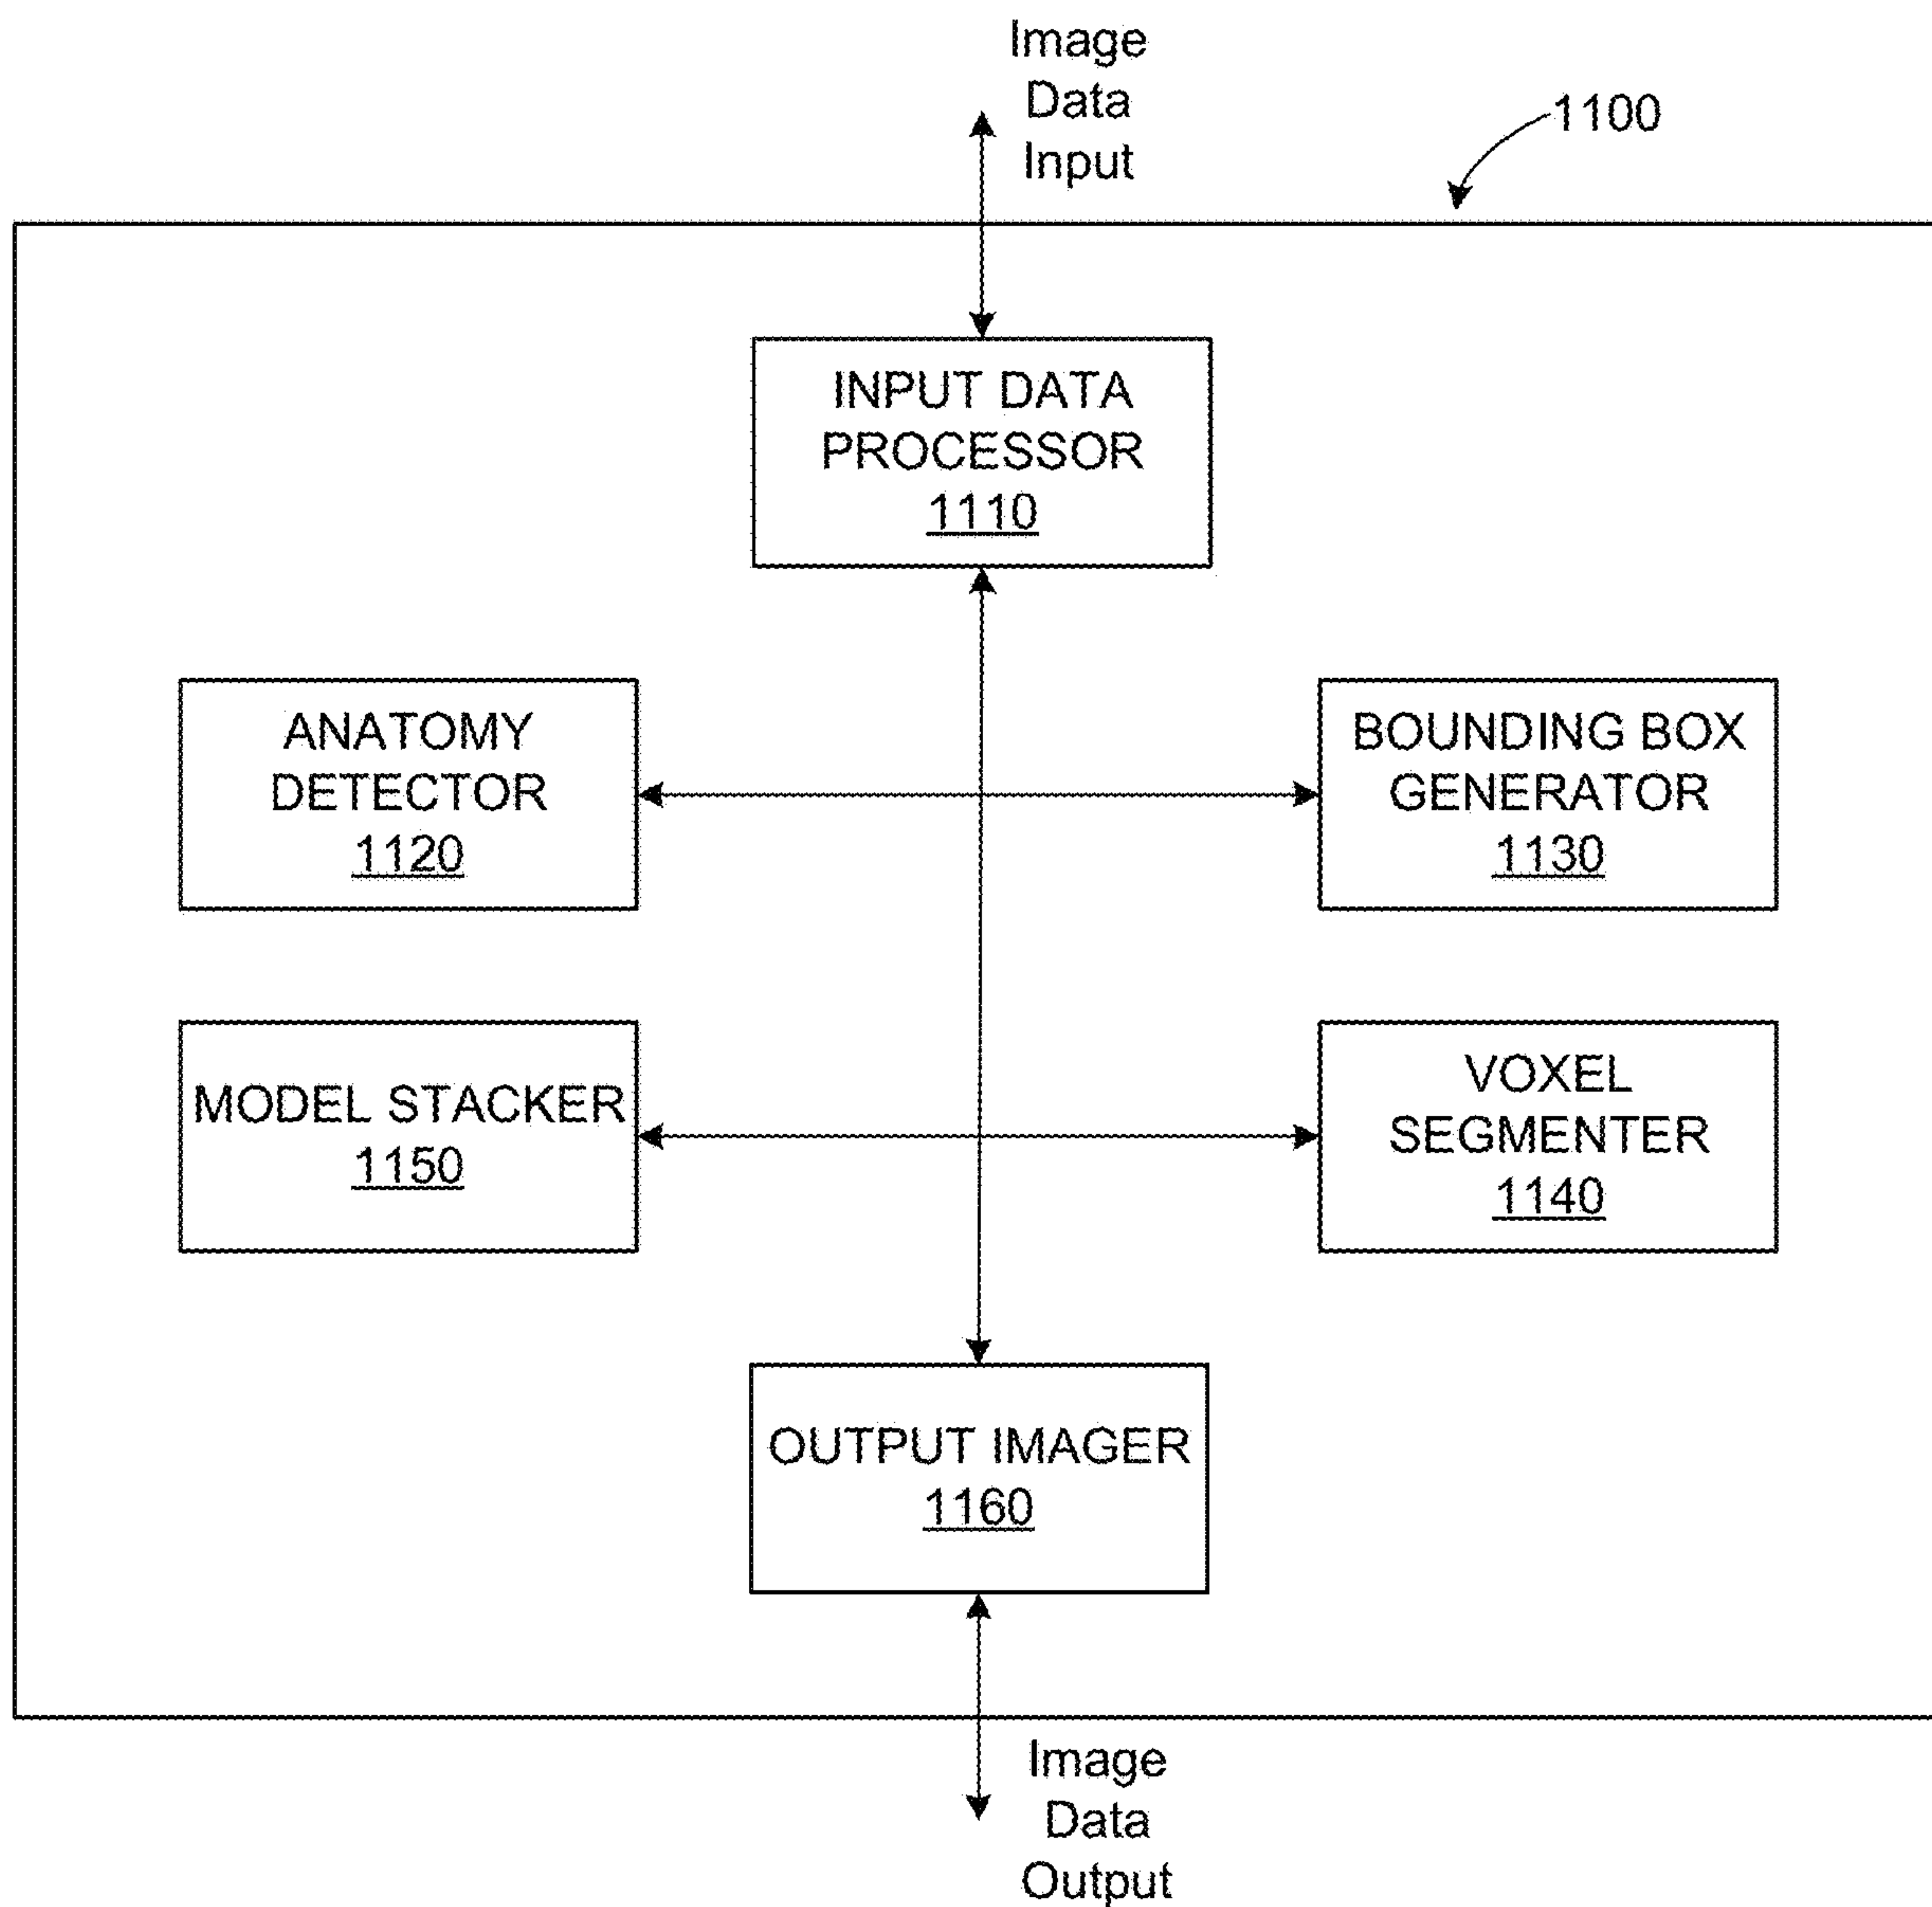 Image
Data
Input
1100
INPUT DATA
PROCESSOR
1110
ANATOMY
DETECTOR
1120
BOUNDING BOX
GENERATOR
1130
MODEL STACKER
1150
VOXEL
SEGMENTER
1140
OUTPUT IMAGER
1160
Image
Data
Output